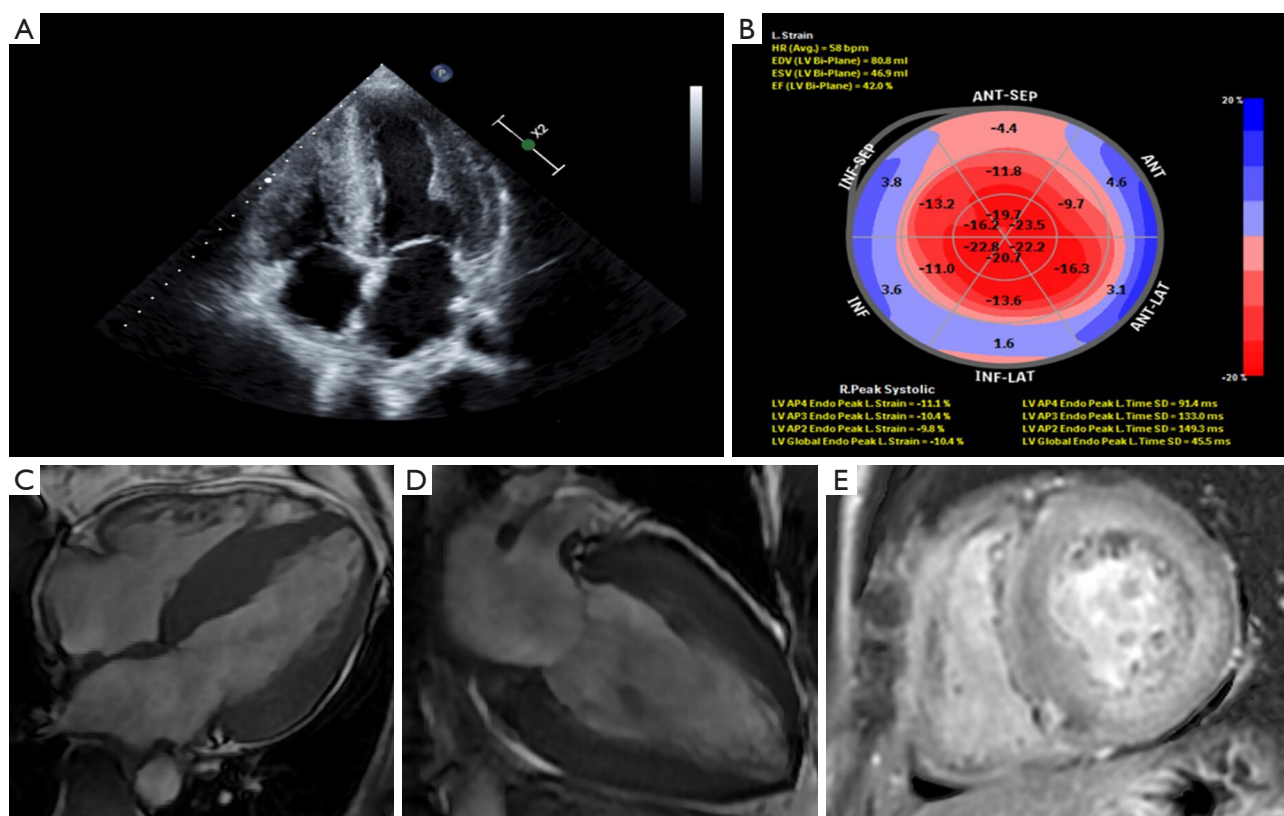 A
P
X2
B
L. Strain
HR (Avg.) = 58 bpm
EDV (LV Bi-Plane) = 80.8 ml
ESV (LV Bi-Plane) = 46.9 ml
EF (LV Bi-Plane) = 42.0 %
ANT-SEP
20 %
-4.4
INF-SEP
ANT
3.8
4.6
-11.8
-13.2
-9.7
-19.7
-16.2
-23.5
-22.8
-22.2
-20.7
-11.0
-16.3
3.6
3.1
-13.6
INF
ANT-LAT
1.6
INF-LAT
-20 %
R.Peak Systolic
LV AP4 Endo Peak L. Strain = -11.1 %
LV AP3 Endo Peak L. Strain = -10.4 %
LV AP2 Endo Peak L. Strain = -9.8 %
LV Global Endo Peak L. Strain = -10.4 %
LV AP4 Endo Peak L. Time SD = 91.4 ms
LV AP3 Endo Peak L. Time SD = 133.0 ms
LV AP2 Endo Peak L. Time SD = 149.3 ms
LV Global Endo Peak L. Time SD = 45.5 ms
C
D
E